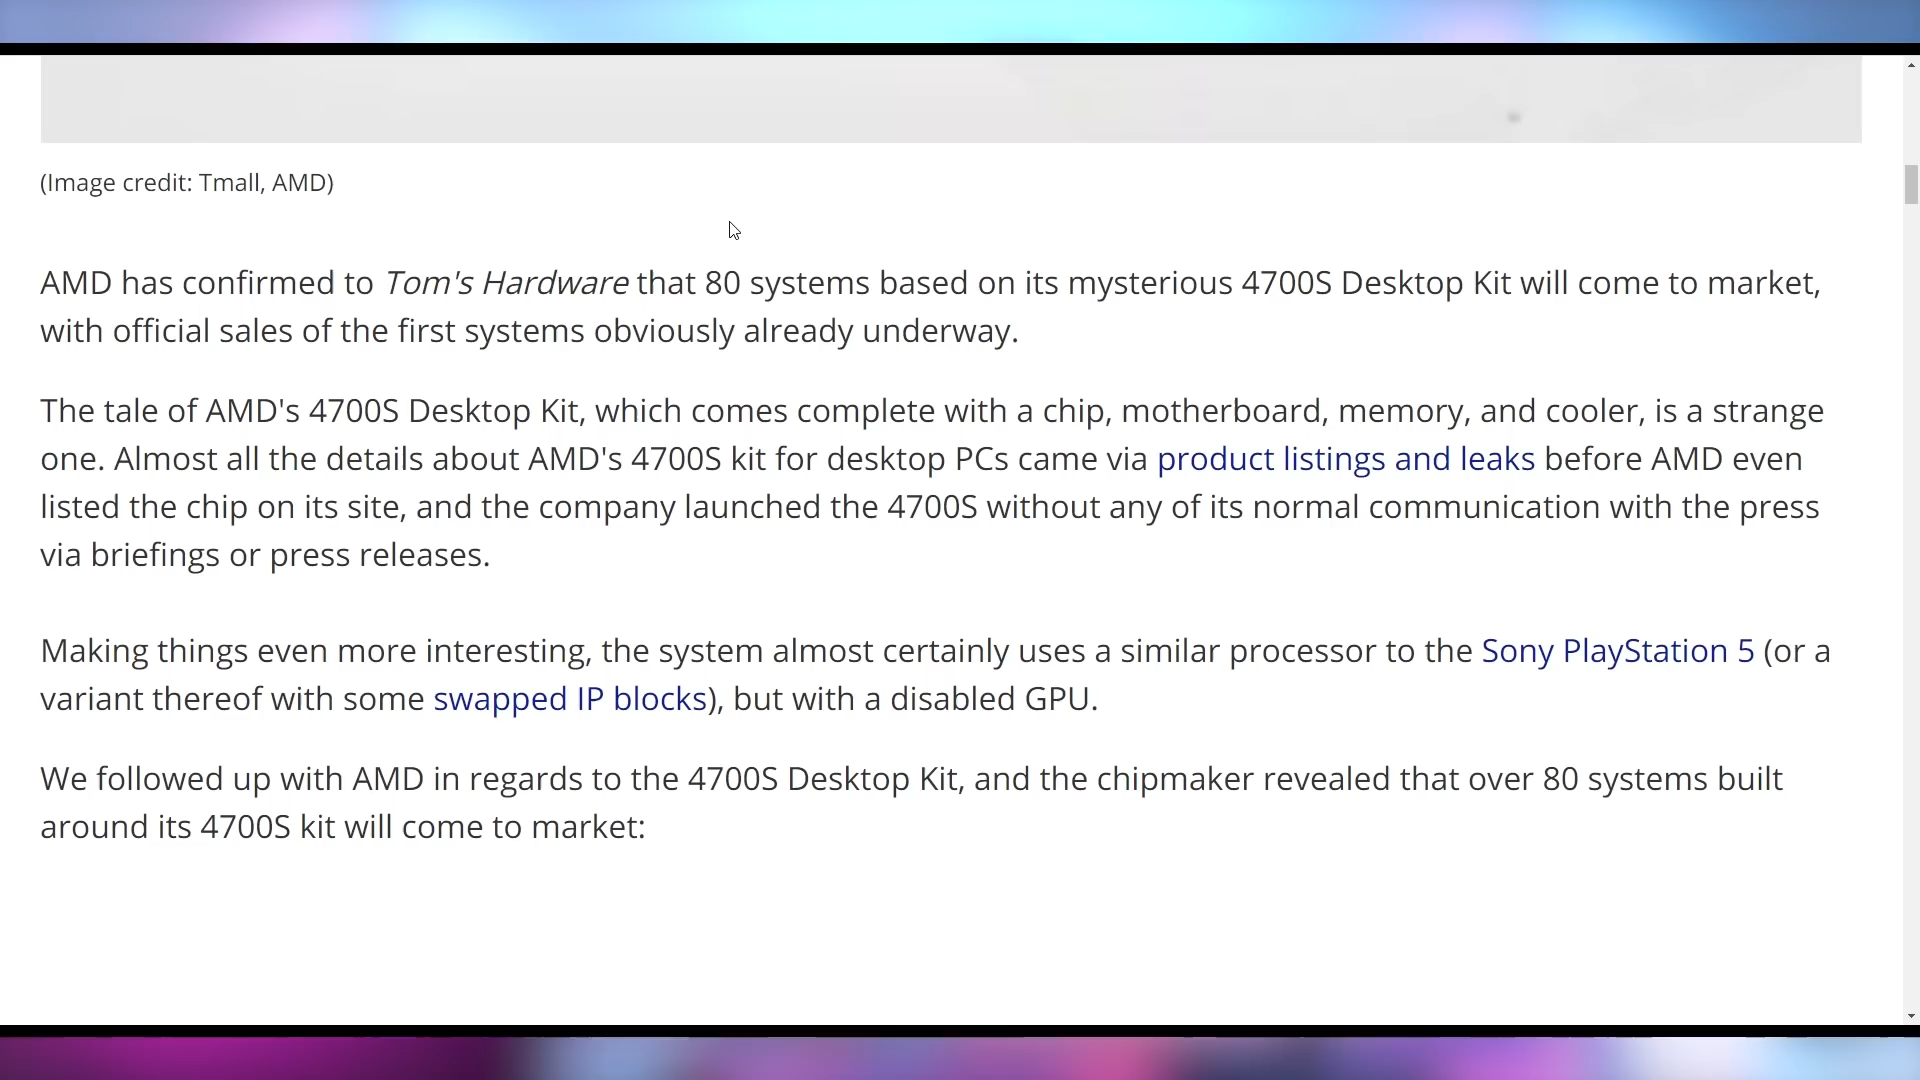 (Image credit: Tmall, AMD)
AMD has confirmed to Tom's Hardware that 80 systems based on its mysterious 4700S Desktop Kit will come to market,
with official sales of the first systems obviously already underway.
The tale of AMD's 4700S Desktop Kit, which comes complete with a chip, motherboard, memory, and cooler, is a strange
one. Almost all the details about AMD's 4700S kit for desktop PCs came via product listings and leaks before AMD even
listed the chip on its site, and the company launched the 4700S without any of its normal communication with the press
via briefings or press releases.
Making things even more interesting, the system almost certainly uses a similar processor to the Sony PlayStation 5 (or a
variant thereof with some swapped IP blocks), but with a disabled GPU.
We followed up with AMD in regards to the 4700S Desktop Kit, and the chipmaker revealed that over 80 systems built
around its 4700S kit will come to market: